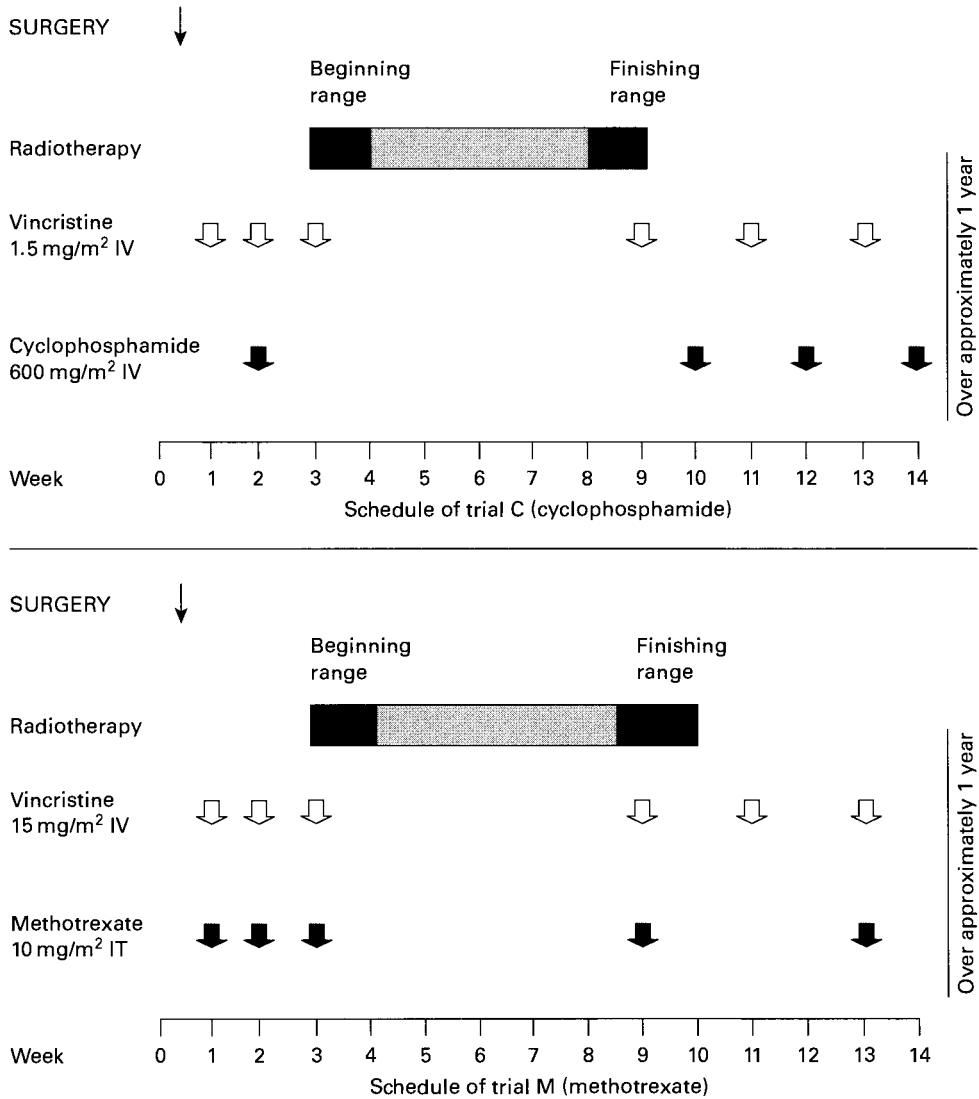 SURGERY
Beginning
range
Finishing
range
Radiotherapy
Vincristine
1.5 mg/m² IV
Cyclophosphamide
600 mg/m² IV
Over approximately 1 year
Week 0 1 2 3 4 5 6 7 8 9 10 11 12 13 14
Schedule of trial C (cyclophosphamide)
SURGERY
Beginning
range
Finishing
range
Radiotherapy
Vincristine
15 mg/m² IV
Methotrexate
10 mg/m² IT
Over approximately 1 year
Week 0 1 2 3 4 5 6 7 8 9 10 11 12 13 14
Schedule of trial M (methotrexate)